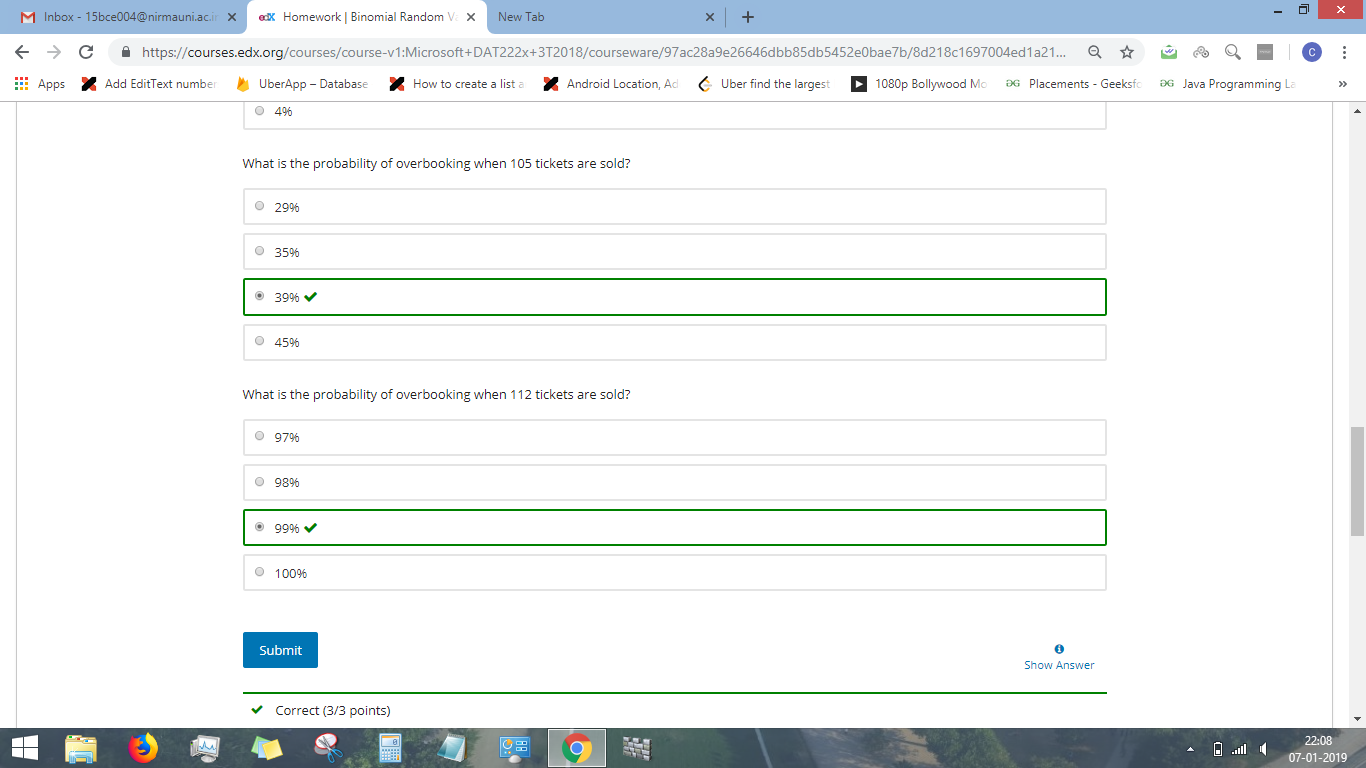 Inbox - 15bce004@nirmauni.ac.i
edX Homework | Binomial Random Va
New Tab
https://courses.edx.org/courses/course-v1:Microsoft+DAT222x+3T2018/courseware/97ac28a9e26646dbb85db5452e0bae7b/8d218c1697004ed1a21...
C
Apps
Add EditText number
UberApp – Database
How to create a list a
Android Location, Ad
Uber find the largest
1080p Bollywood Mo
Placements - Geeksfo
Java Programming La
»
4%
What is the probability of overbooking when 105 tickets are sold?
29%
35%
39%
45%
What is the probability of overbooking when 112 tickets are sold?
97%
98%
99%
100%
Submit
Show Answer
Correct (3/3 points)
22:08
07-01-2019